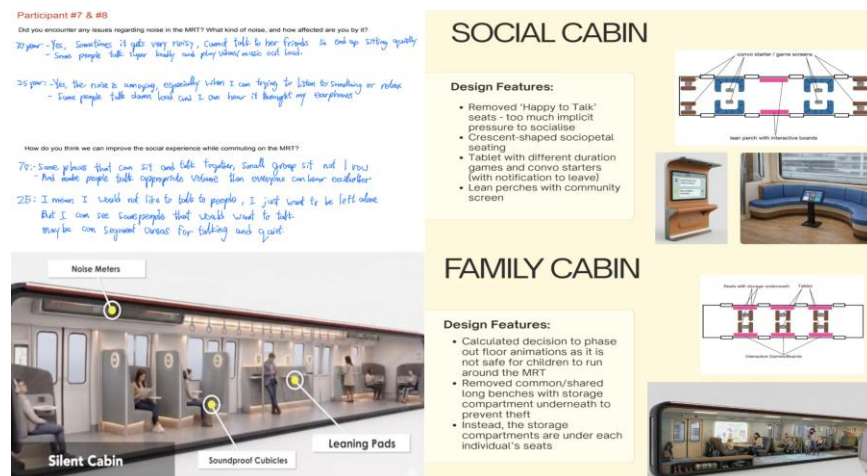 Participant #7 & #8
Did you encounter any issues regarding noise in the MRT? What kind of noise, and how affected are you by it?
70 year:- Yes, Sometimes it gets very noisy, Cannot talk to her friends so end up sitting quietly
- Some people talk super loudly and play video/music out loud.
25 year:- Yes, the noise is annoying, especially when I am trying to listen to something or relax
- Some people talk damn loud and I can hear it my earphones
How do you think we can improve the social experience while commuting on the MRT?
70:- Some places that can sit and talk together, Small group sit not 1 row
- And make people talk appropriate volume then everyone can hear eachother
25: I mean I would not like to talk to people, I just want to be left alone
But I can see some people that would want to talk.
maybe can segment areas for talking and quiet.
Noise Meters
Leaning Pads
Soundproof Cubicles
Silent Cabin
SOCIAL CABIN
Design Features:
• Removed 'Happy to Talk'
seats - too much implicit
pressure to socialise
• Crescent-shaped sociopetal
seating
• Tablet with different duration
games and convo starters
(with notification to leave)
• Lean perches with community
screen
convo starter / game screens
lean perch with interactive boards
FAMILY CABIN
Design Features:
• Calculated decision to phase
out floor animations as it is
not safe for children to run
around the MRT
• Removed common/shared
long benches with storage
compartment underneath to
prevent theft
• Instead, the storage
compartments are under each
individual's seats
Seats with storage underneath
Tables
Interactive Games/Boards